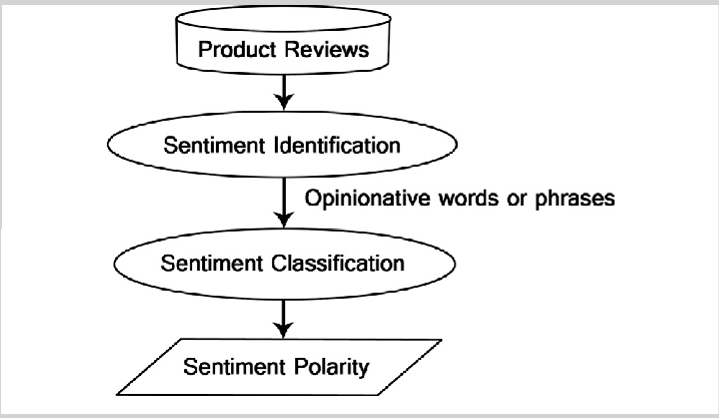 Product Reviews
Sentiment Identification
Opinionative words or phrases
Sentiment Classification
Sentiment Polarity